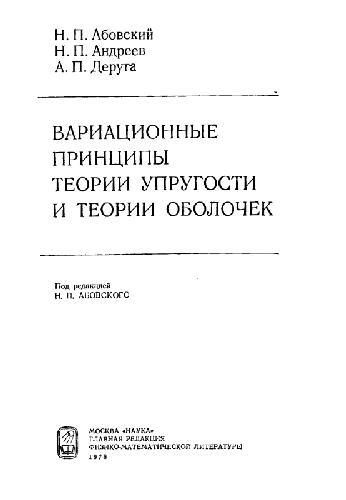 Н. П. Абовский
Н. П. Андреев
А. П. Деруга
ВАРИАЦИОННЫЕ
ПРИНЦИПЫ
ТЕОРИИ УПРУГОСТИ
И ТЕОРИИ ОБОЛОЧЕК
Под редакцией
Н. П. АБОВСКОГО
МОСКВА «НАУКА»
ГЛАВНАЯ РЕДАКЦИЯ
ФИЗИКО-МАТЕМАТИЧЕСКОЙ ЛИТЕРАТУРЫ
1978